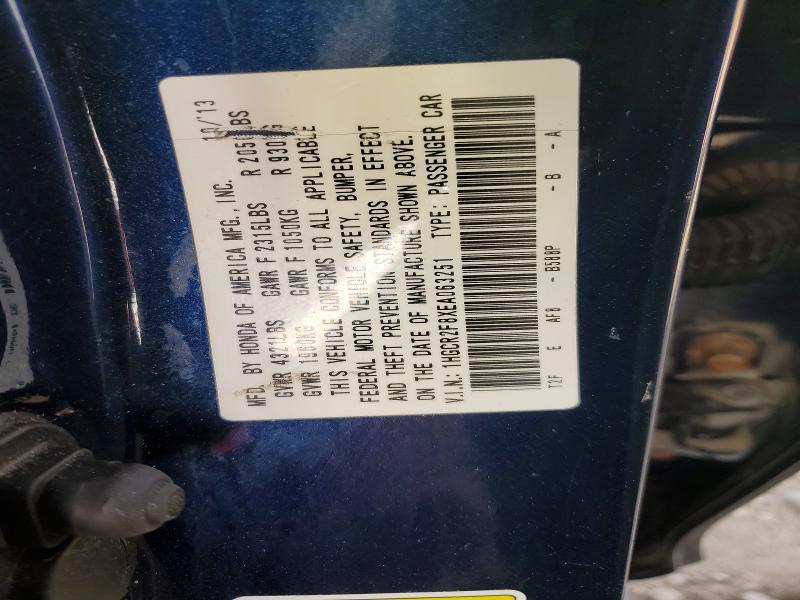 MFD. BY HONDA OF AMERICA MFG., INC. 10/'13
GVWR 4321LBS GAWR F 2315LBS R 2050LBS
GVWR 1960KG GAWR F 1050KG R 930KG
THIS VEHICLE CONFORMS TO ALL APPLICABLE
FEDERAL MOTOR VEHICLE SAFETY, BUMPER,
AND THEFT PREVENTION STANDARDS IN EFFECT
ON THE DATE OF MANUFACTURE SHOWN ABOVE.
V.I.N.: 1HGCR2F8XEA063251 TYPE: PASSENGER CAR
T2F E AF8 - B588P - B - A